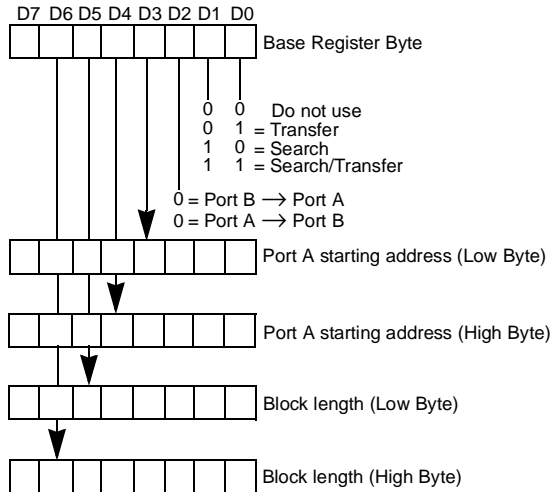 D7 D6 D5 D4 D3 D2 D1 D0
Base Register Byte
0 0 Do not use
0 1 = Transfer
1 0 = Search
1 1 = Search/Transfer
0 = Port B → Port A
0 = Port A → Port B
Port A starting address (Low Byte)
Port A starting address (High Byte)
Block length (Low Byte)
Block length (High Byte)